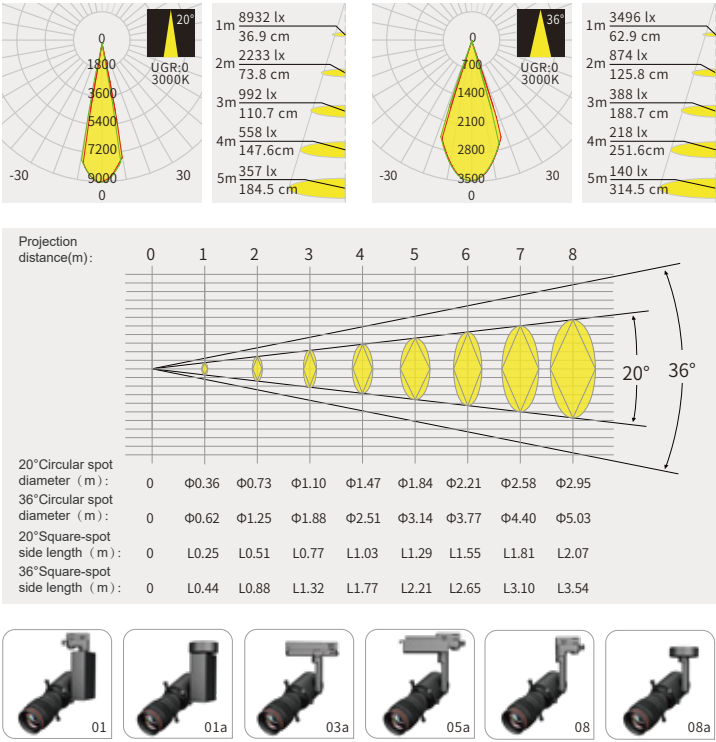 0
1800
3600
5400
7200
9000
0
-30
30
20°
UGR:0
3000K
1m
8932 lx
36.9 cm
2m
2233 lx
73.8 cm
3m
992 lx
110.7 cm
4m
558 lx
147.6cm
5m
357 lx
184.5 cm
0
700
1400
2100
2800
3500
0
-30
30
36°
UGR:0
3000K
1m
3496 lx
62.9 cm
2m
874 lx
125.8 cm
3m
388 lx
188.7 cm
4m
218 lx
251.6cm
5m
140 lx
314.5 cm
Projection
distance(m): 0 1 2 3 4 5 6 7 8
20° 36°
20°Circular spot
diameter（m）: 0 Φ0.36 Φ0.73 Φ1.10 Φ1.47 Φ1.84 Φ2.21 Φ2.58 Φ2.95
36°Circular spot
diameter（m）: 0 Φ0.62 Φ1.25 Φ1.88 Φ2.51 Φ3.14 Φ3.77 Φ4.40 Φ5.03
20°Square-spot
side length（m）: 0 L0.25 L0.51 L0.77 L1.03 L1.29 L1.55 L1.81 L2.07
36°Square-spot
side length（m）: 0 L0.44 L0.88 L1.32 L1.77 L2.21 L2.65 L3.10 L3.54
01 01a 03a 05a 08 08a